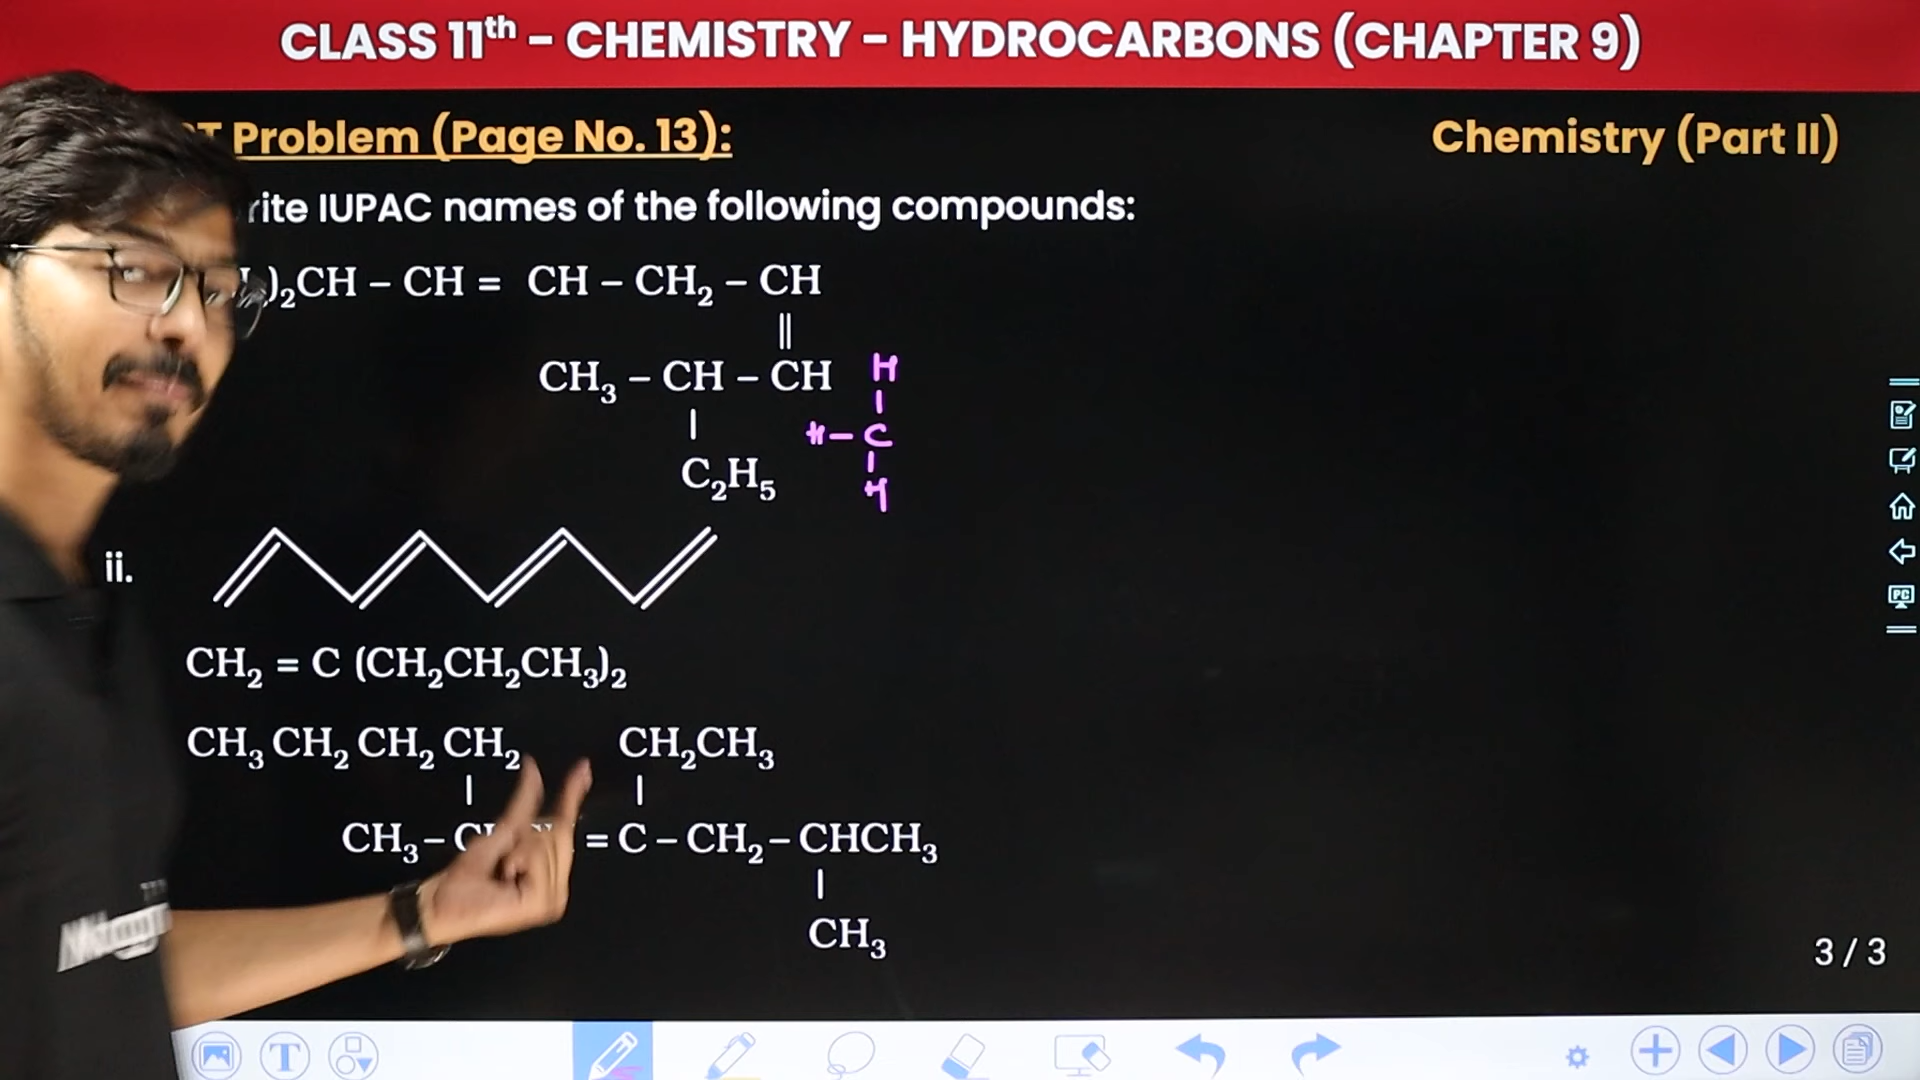 CLASS 11th – CHEMISTRY – HYDROCARBONS (CHAPTER 9)
Problem (Page No. 13):
Chemistry (Part II)
rite IUPAC names of the following compounds:
)₂CH – CH = CH – CH₂ – CH
||
CH₃ – CH – CH
H
|
|
H – C
|
C₂H₅
H
ii.
CH₂ = C (CH₂CH₂CH₃)₂
CH₃ CH₂ CH₂ CH₂
CH₂CH₃
|
|
CH₃ – C
= C – CH₂ – CHCH₃
|
CH₃
3 / 3
T
PC